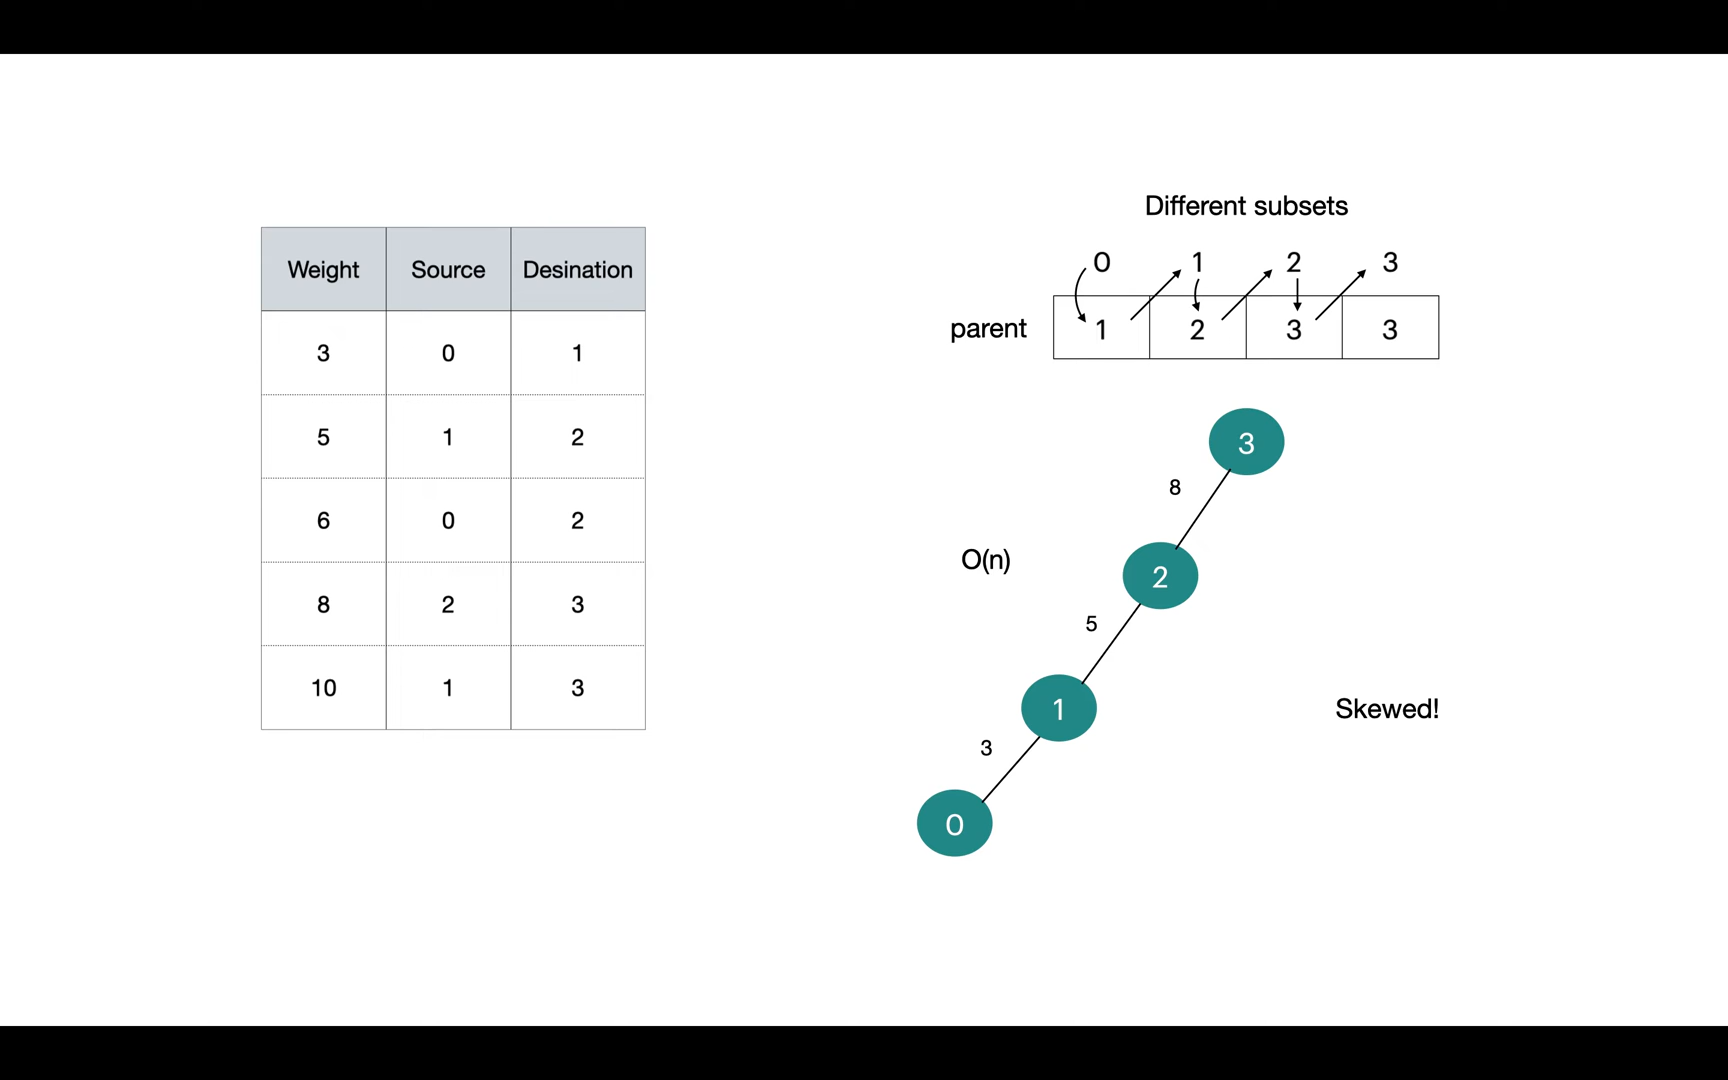 Weight Source Desination
3 0 1
5 1 2
6 0 2
8 2 3
10 1 3
Different subsets
0 1 2 3
parent 1 2 3 3
3
8
2
O(n)
5
1
Skewed!
3
0